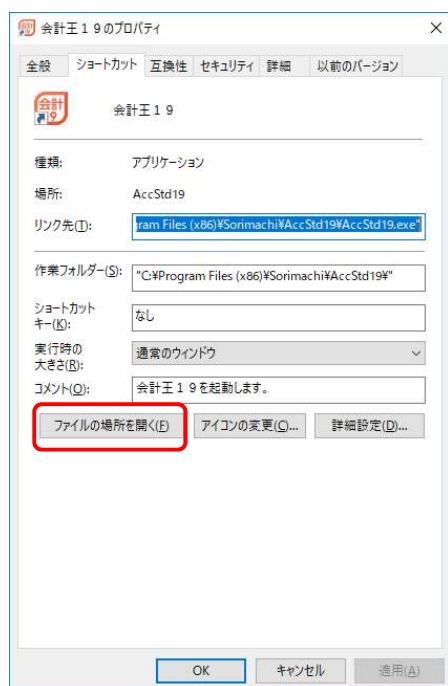 会計王１９のプロパティ
全般 ショートカット 互換性 セキュリティ 詳細 以前のバージョン
会計王１９
種類: アプリケーション
場所: AccStd19
リンク先(T): ram Files (x86)¥Sorimachi¥AccStd19¥AccStd19.exe"
作業フォルダー(S): "C:¥Program Files (x86)¥Sorimachi¥AccStd19¥"
ショートカット
キー(K): なし
実行時の
大きさ(R): 通常のウィンドウ
コメント(O): 会計王１９を起動します。
ファイルの場所を開く(F) アイコンの変更(C)... 詳細設定(D)...
OK キャンセル 適用(A)